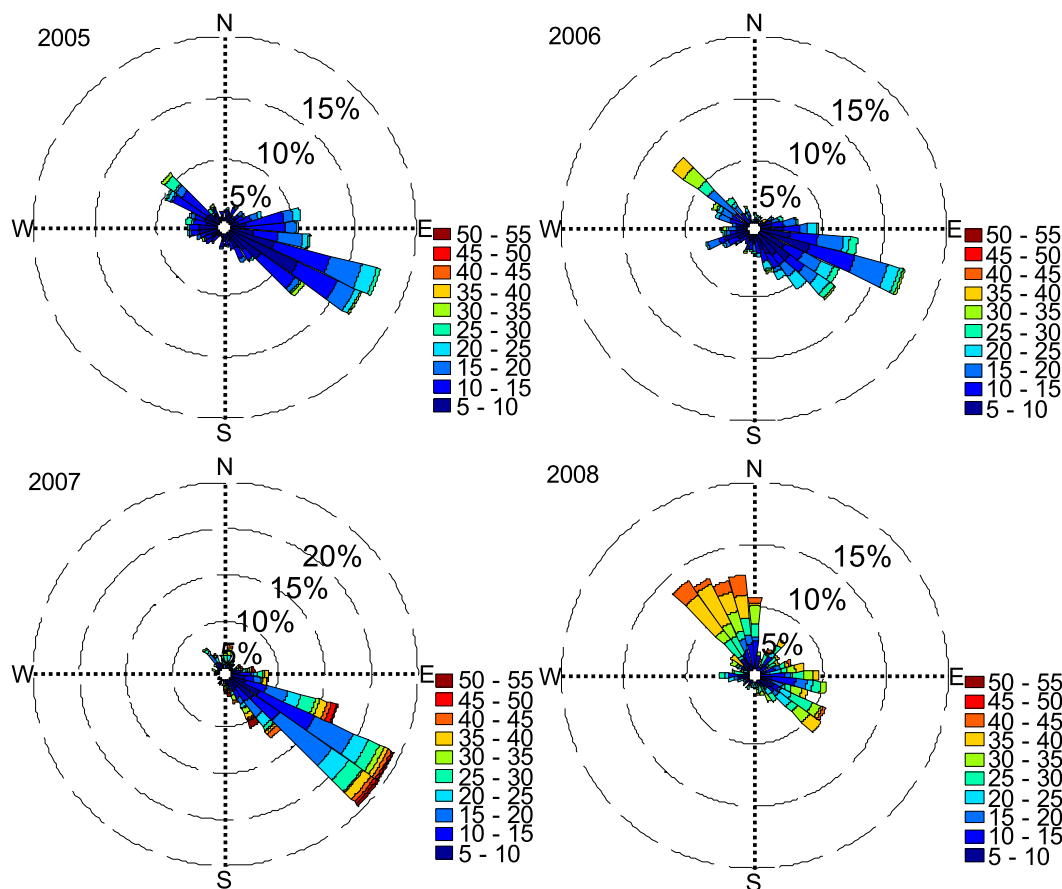 N
2005
15%
10%
5%
W
E
S
50 - 55
45 - 50
40 - 45
35 - 40
30 - 35
25 - 30
20 - 25
15 - 20
10 - 15
5 - 10
N
2006
15%
10%
5%
W
E
S
50 - 55
45 - 50
40 - 45
35 - 40
30 - 35
25 - 30
20 - 25
15 - 20
10 - 15
5 - 10
N
2007
20%
15%
10%
5%
W
E
S
50 - 55
45 - 50
40 - 45
35 - 40
30 - 35
25 - 30
20 - 25
15 - 20
10 - 15
5 - 10
N
2008
15%
10%
5%
W
E
S
50 - 55
45 - 50
40 - 45
35 - 40
30 - 35
25 - 30
20 - 25
15 - 20
10 - 15
5 - 10